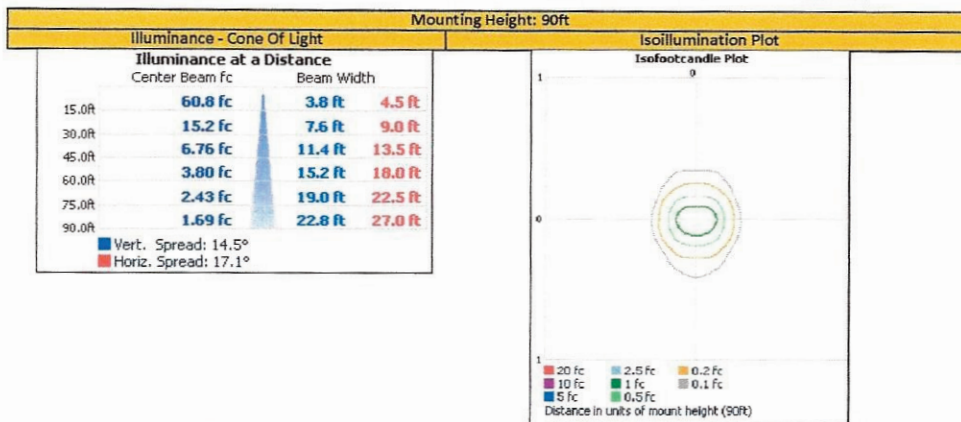 Mounting Height: 90ft
Illuminance - Cone Of Light
Isoillumination Plot
Illuminance at a Distance
Center Beam fc Beam Width
15.0ft 60.8 fc 3.8 ft 4.5 ft
30.0ft 15.2 fc 7.6 ft 9.0 ft
45.0ft 6.76 fc 11.4 ft 13.5 ft
60.0ft 3.80 fc 15.2 ft 18.0 ft
75.0ft 2.43 fc 19.0 ft 22.5 ft
90.0ft 1.69 fc 22.8 ft 27.0 ft
Vert. Spread: 14.5°
Horiz. Spread: 17.1°
Isofootcandle Plot
0
1
0
1
20 fc 2.5 fc 0.2 fc
10 fc 1 fc 0.1 fc
5 fc 0.5 fc
Distance in units of mount height (90ft)